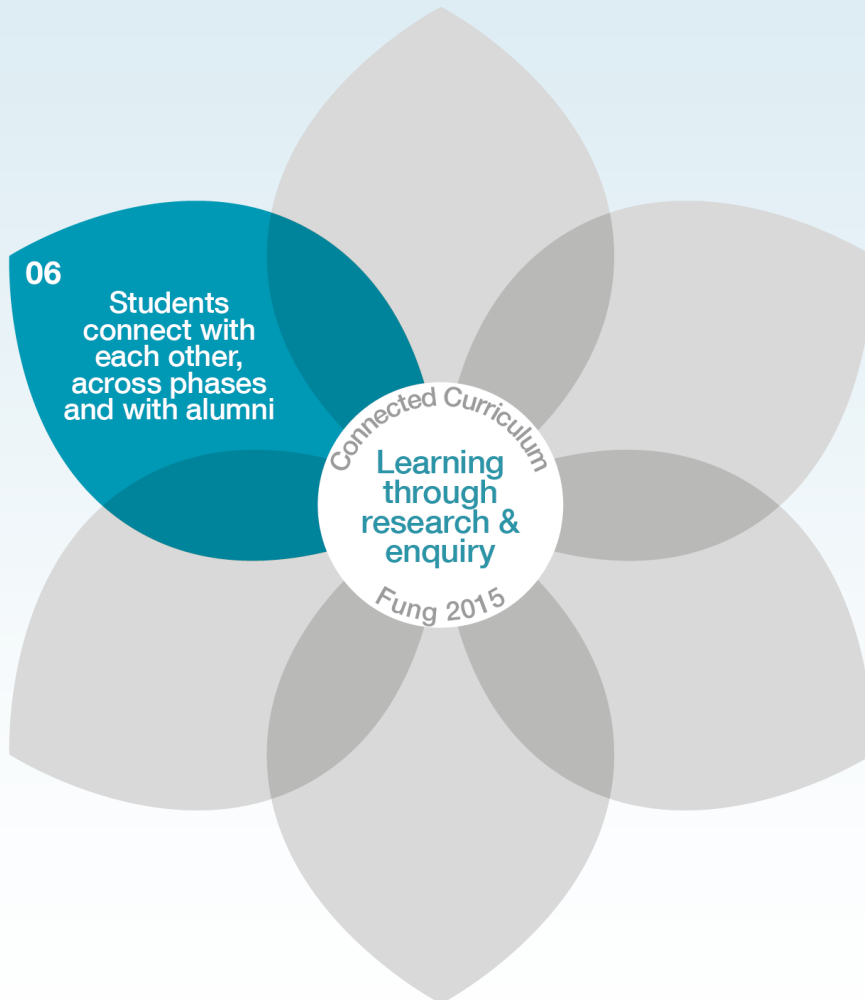 06
Students
connect with
each other,
across phases
and with alumni
Connected Curriculum
Learning
through
research &
enquiry
Fung 2015